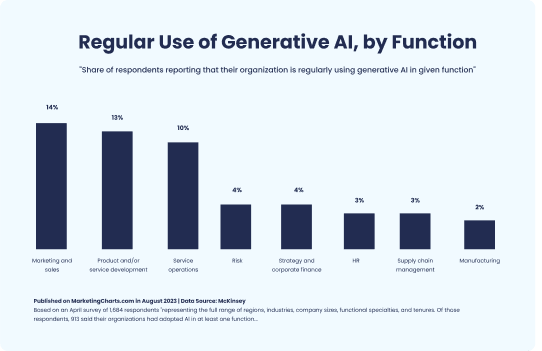 Regular Use of Generative AI, by Function
"Share of respondents reporting that their organization is regularly using generative AI in given function"
14%
13%
10%
4%
4%
3%
3%
2%
Marketing and
sales
Product and/or
service development
Service
operations
Risk
Strategy and
corporate finance
HR
Supply chain
management
Manufacturing
Published on MarketingCharts.com in August 2023 | Data Source: McKinsey
Based on an April survey of 1,684 respondents "representing the full range of regions, industries, company sizes, functional specialties, and tenures. Of those
respondents, 913 said their organizations had adopted AI in at least one function...